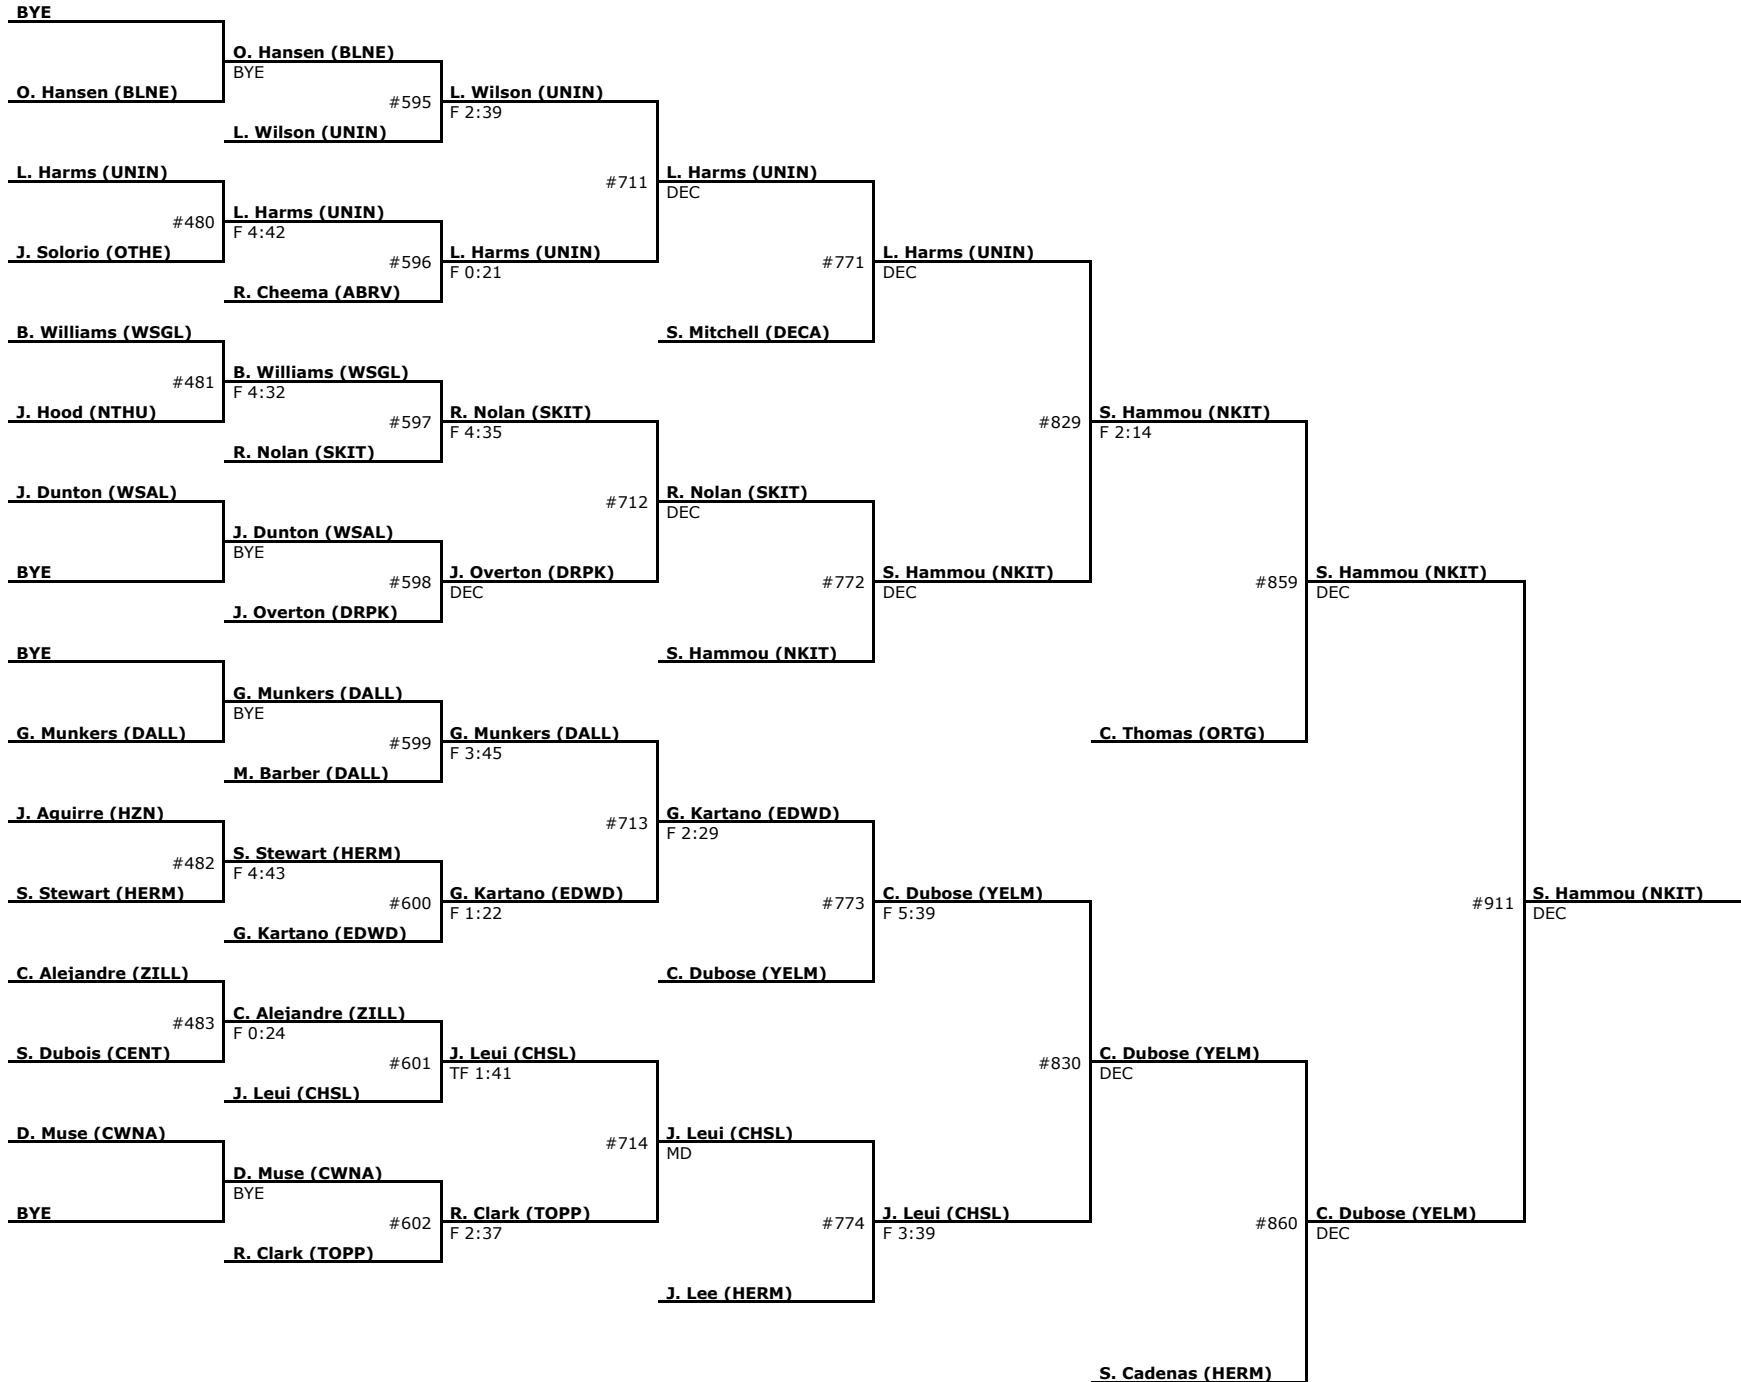 BYE
O. Hansen (BLNE)
BYE
O. Hansen (BLNE)
#595
L. Wilson (UNIN)
F 2:39
L. Wilson (UNIN)
L. Harms (UNIN)
#711
L. Harms (UNIN)
DEC
#480
L. Harms (UNIN)
F 4:42
J. Solorio (OTHE)
#596
L. Harms (UNIN)
F 0:21
#771
L. Harms (UNIN)
DEC
R. Cheema (ABRV)
B. Williams (WSGL)
S. Mitchell (DECA)
#481
B. Williams (WSGL)
F 4:32
J. Hood (NTHU)
#597
R. Nolan (SKIT)
F 4:35
#829
S. Hammou (NKIT)
F 2:14
R. Nolan (SKIT)
J. Dunton (WSAL)
#712
R. Nolan (SKIT)
DEC
J. Dunton (WSAL)
BYE
BYE
#598
J. Overton (DRPK)
DEC
#772
S. Hammou (NKIT)
DEC
#859
S. Hammou (NKIT)
DEC
J. Overton (DRPK)
BYE
S. Hammou (NKIT)
G. Munkers (DALL)
BYE
G. Munkers (DALL)
#599
G. Munkers (DALL)
F 3:45
C. Thomas (ORTG)
M. Barber (DALL)
J. Aguirre (HZN)
#713
G. Kartano (EDWD)
F 2:29
#482
S. Stewart (HERM)
F 4:43
S. Stewart (HERM)
#600
G. Kartano (EDWD)
F 1:22
#773
C. Dubose (YELM)
F 5:39
#911
S. Hammou (NKIT)
DEC
G. Kartano (EDWD)
C. Alejandre (ZILL)
C. Dubose (YELM)
#483
C. Alejandre (ZILL)
F 0:24
S. Dubois (CENT)
#601
J. Leui (CHSL)
TF 1:41
#830
C. Dubose (YELM)
DEC
J. Leui (CHSL)
D. Muse (CWNA)
#714
J. Leui (CHSL)
MD
D. Muse (CWNA)
BYE
BYE
#602
R. Clark (TOPP)
F 2:37
#774
J. Leui (CHSL)
F 3:39
#860
C. Dubose (YELM)
DEC
R. Clark (TOPP)
J. Lee (HERM)
S. Cadenas (HERM)